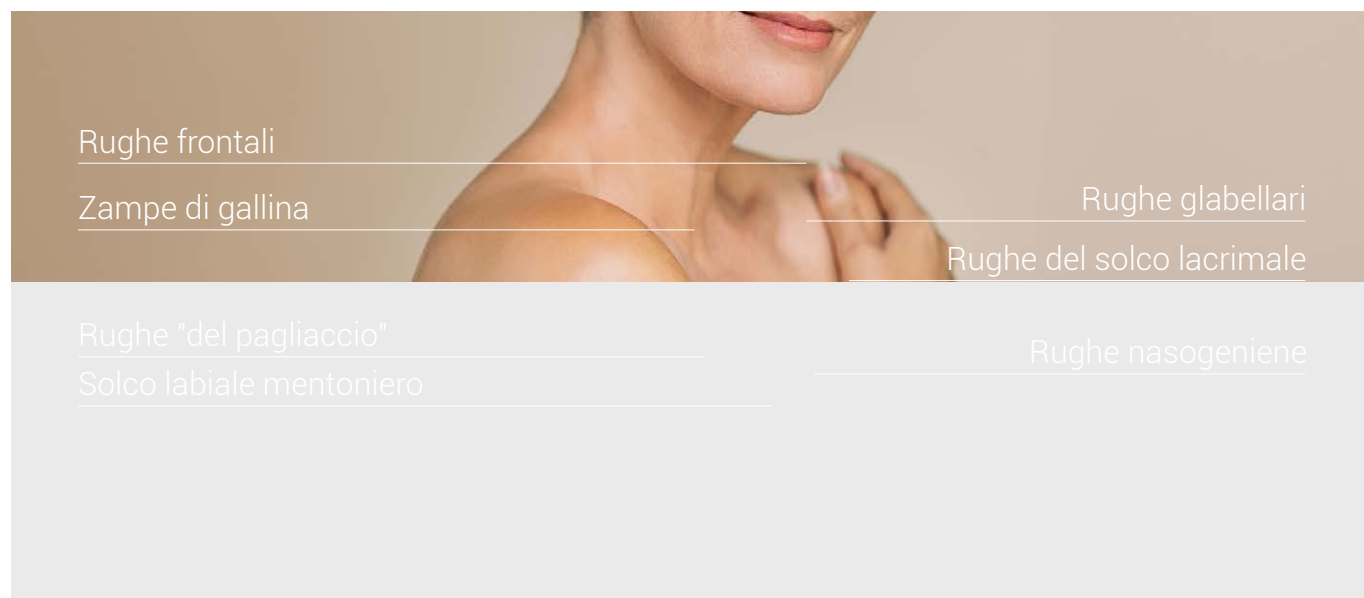 Rughe frontali
Zampe di gallina
Rughe glabellari
Rughe del solco lacrimale
Rughe "del pagliaccio"
Solco labiale mentoniero
Rughe nasogeniene